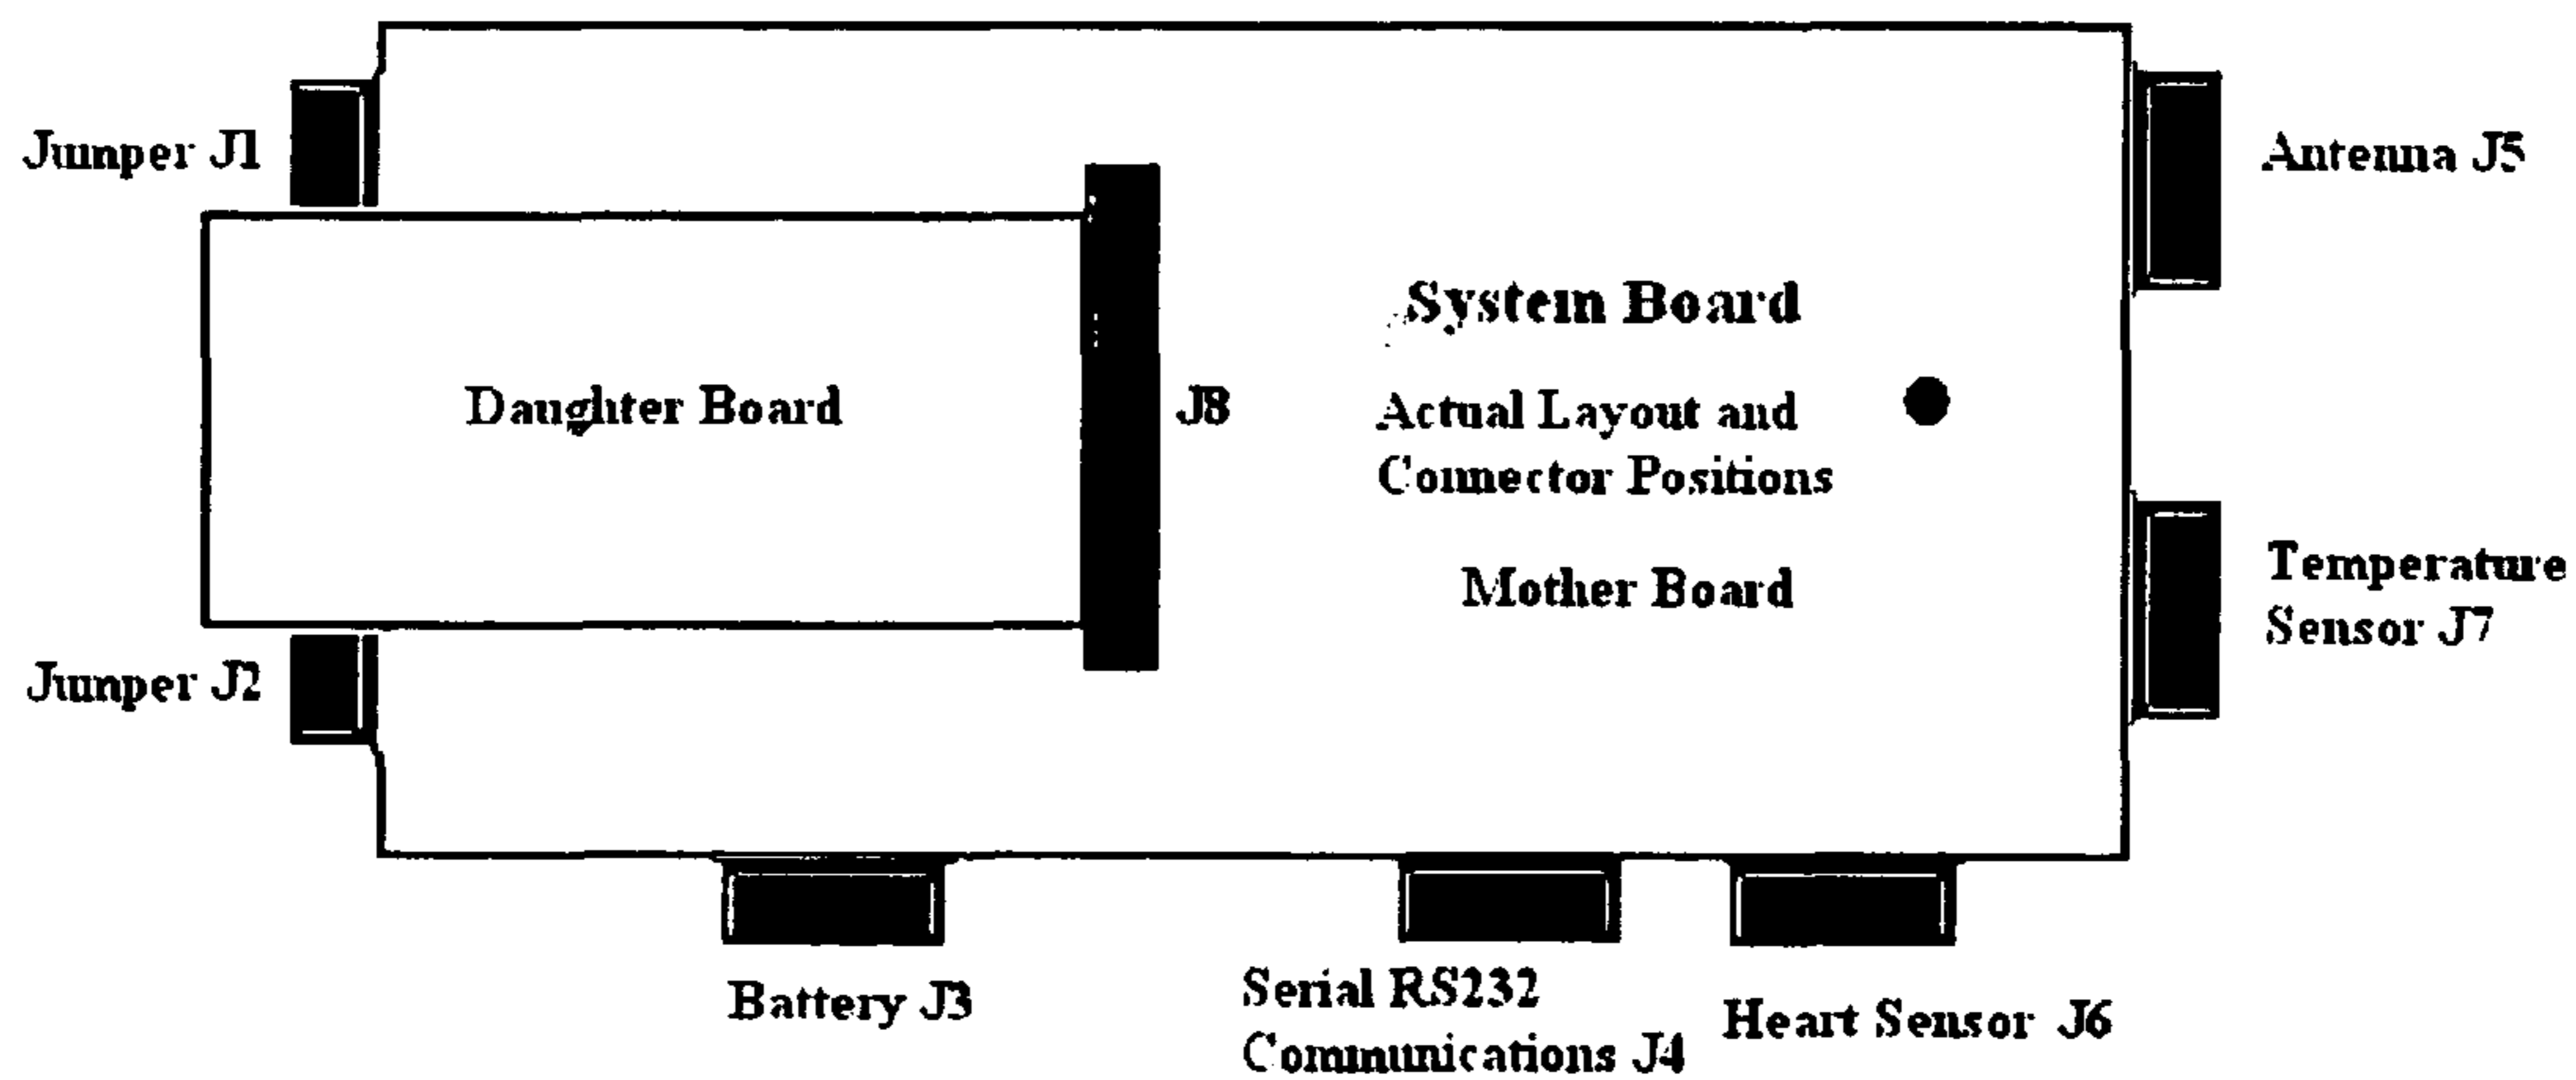 Jumper J1
Antenna J5
System Board
Daughter Board
J8
Actual Layout and
Connector Positions
Temperature
Sensor J7
Mother Board
Jumper J2
Battery J3
Serial RS232
Communications J4
Heart Sensor J6